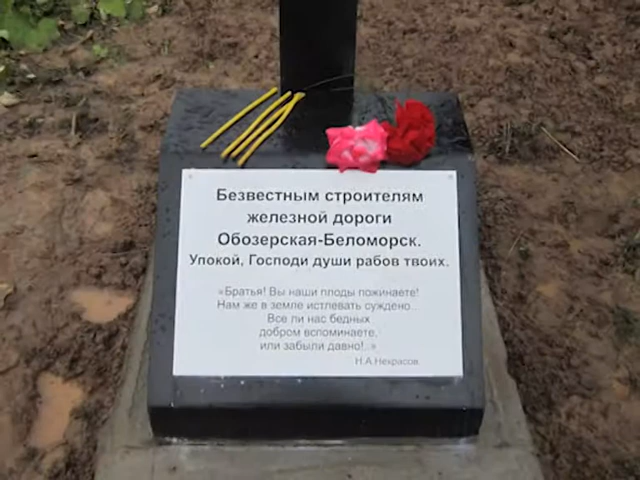 Безвестным строителям
железной дороги
Обозерская-Беломорск.
Упокой, Господи души рабов твоих.
«Братья! Вы наши плоды пожинаете!
Нам же в земле истлевать суждено...
Все ли нас бедных
добром вспоминаете,
или забыли давно!..»
Н.А.Некрасов.